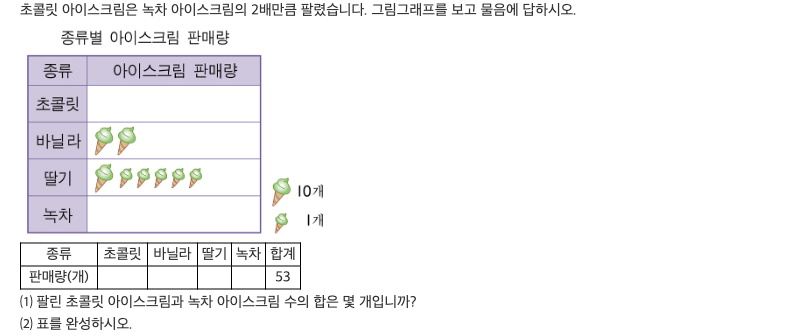 초콜릿 아이스크림은 녹차 아이스크림의 2배만큼 팔렸습니다. 그림그래프를 보고 물음에 답하시오.
종류별 아이스크림 판매량
종류 아이스크림 판매량
초콜릿
바닐라
딸기
녹차
10개
1개
종류 초콜릿 바닐라 딸기 녹차 합계
판매량(개) 53
⑴ 팔린 초콜릿 아이스크림과 녹차 아이스크림 수의 합은 몇 개입니까?
⑵ 표를 완성하시오.